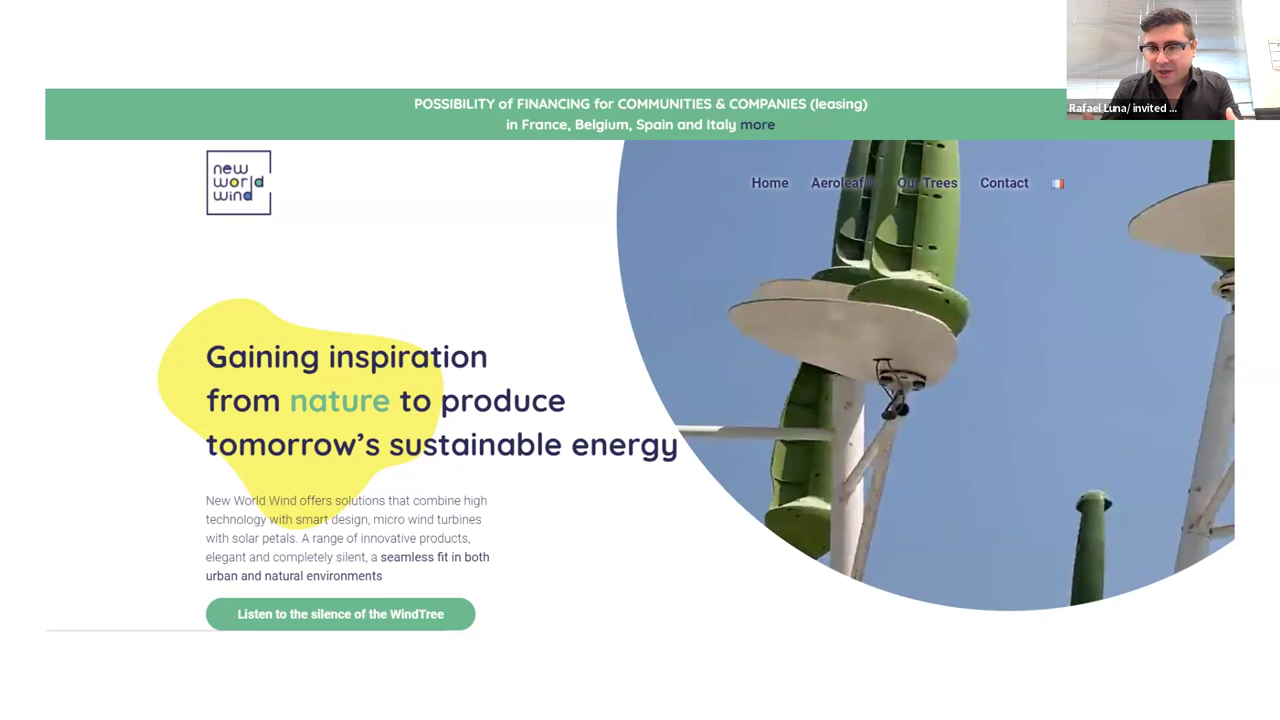 POSSIBILITY of FINANCING for COMMUNITIES & COMPANIES (leasing)
in France, Belgium, Spain and Italy more
Rafael Luna/ invited ...
new
world
wind
Home Aeroleafs Our Trees Contact
Gaining inspiration
from nature to produce
tomorrow's sustainable energy
New World Wind offers solutions that combine high
technology with smart design, micro wind turbines
with solar petals. A range of innovative products,
elegant and completely silent, a seamless fit in both
urban and natural environments
Listen to the silence of the WindTree